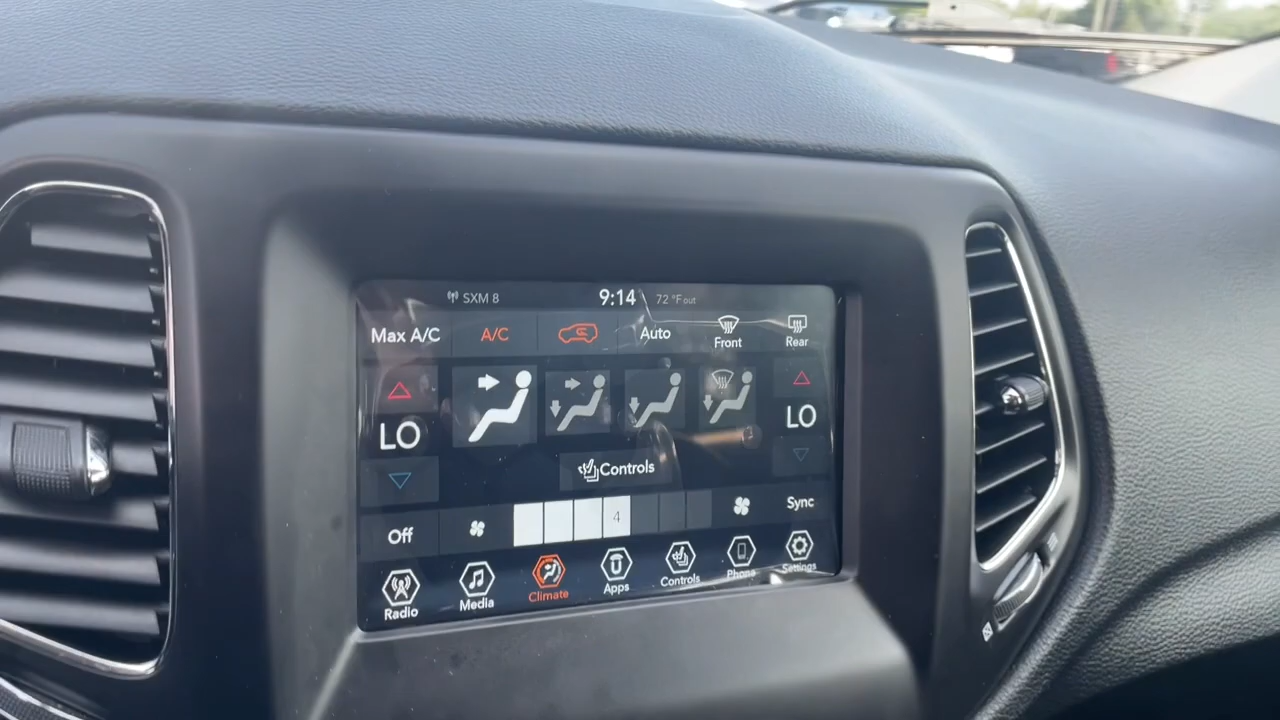 SXM 8 9:14 72 °F out
Max A/C A/C Auto Front Rear
LO LO
Controls
Off 4 Sync
Radio Media Climate Apps Controls Phone Settings